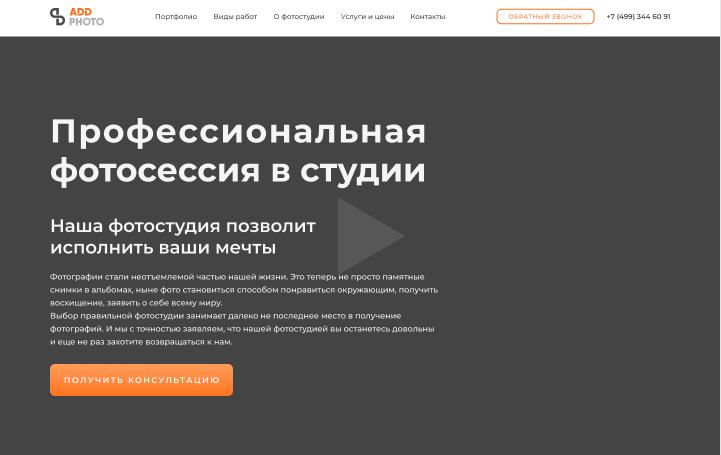 ADD
PHOTO
Портфолио Виды работ О фотостудии Услуги и цены Контакты ОБРАТНЫЙ ЗВОНОК +7 (499) 344 60 91
Профессиональная
фотосессия в студии
Наша фотостудия позволит
исполнить ваши мечты
Фотографии стали неотъемлемой частью нашей жизни. Это теперь не просто памятные
снимки в альбомах, ныне фото становиться способом понравиться окружающим, получить
восхищение, заявить о себе всему миру.
Выбор правильной фотостудии занимает далеко не последнее место в получение
фотографий. И мы с точностью заявляем, что нашей фотостудией вы останетесь довольны
и еще не раз захотите возвращаться к нам.
ПОЛУЧИТЬ КОНСУЛЬТАЦИЮ